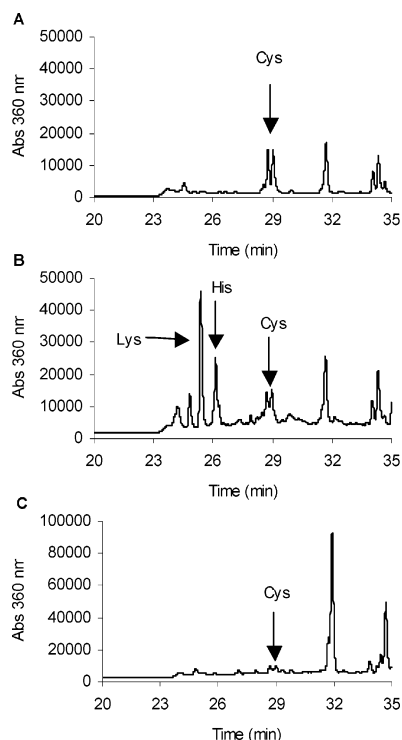 A
Abs 360 nm
50000
40000
30000
20000
10000
0
Cys
20 23 26 29 32 35
Time (min)
B
Abs 360 nm
50000
40000
30000
20000
10000
0
Lys
His
Cys
20 23 26 29 32 35
Time (min)
C
Abs 360 nm
100000
80000
60000
40000
20000
0
Cys
20 23 26 29 32 35
Time (min)